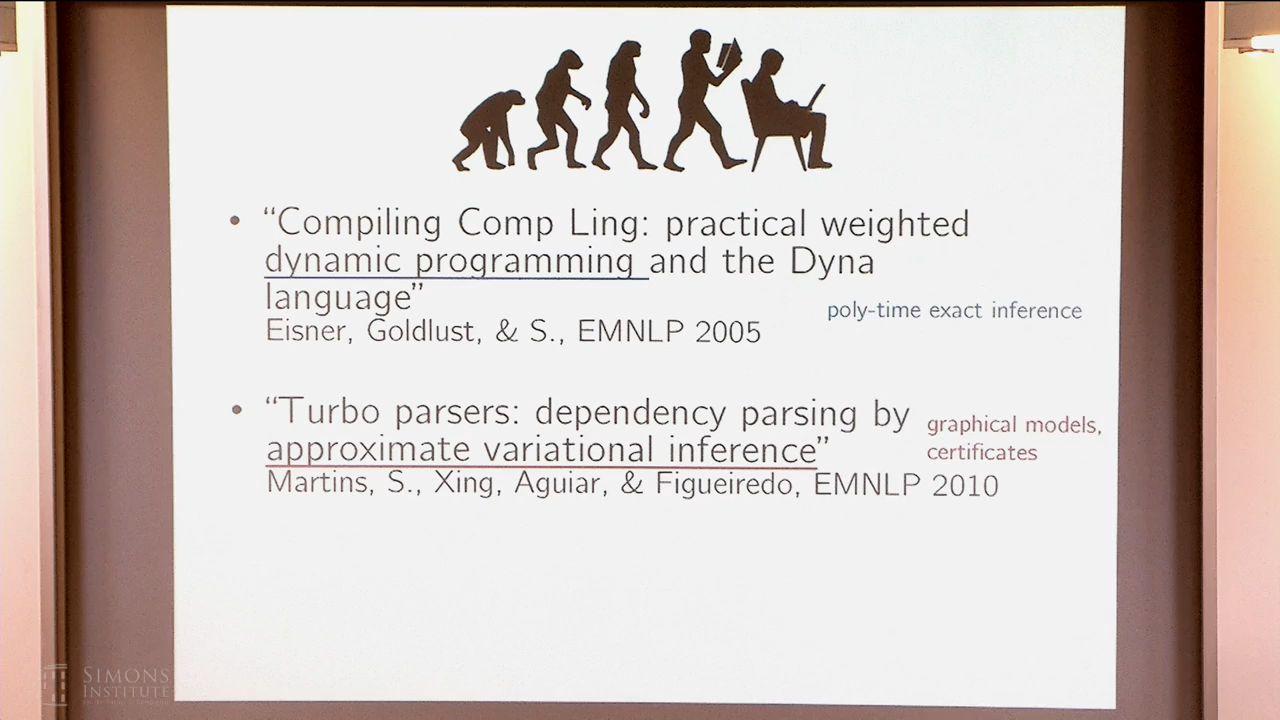 • “Compiling Comp Ling: practical weighted
dynamic programming and the Dyna
language”
poly-time exact inference
Eisner, Goldlust, & S., EMNLP 2005
• “Turbo parsers: dependency parsing by
graphical models,
approximate variational inference”
certificates
Martins, S., Xing, Aguiar, & Figueiredo, EMNLP 2010
SIMONS
INSTITUTE